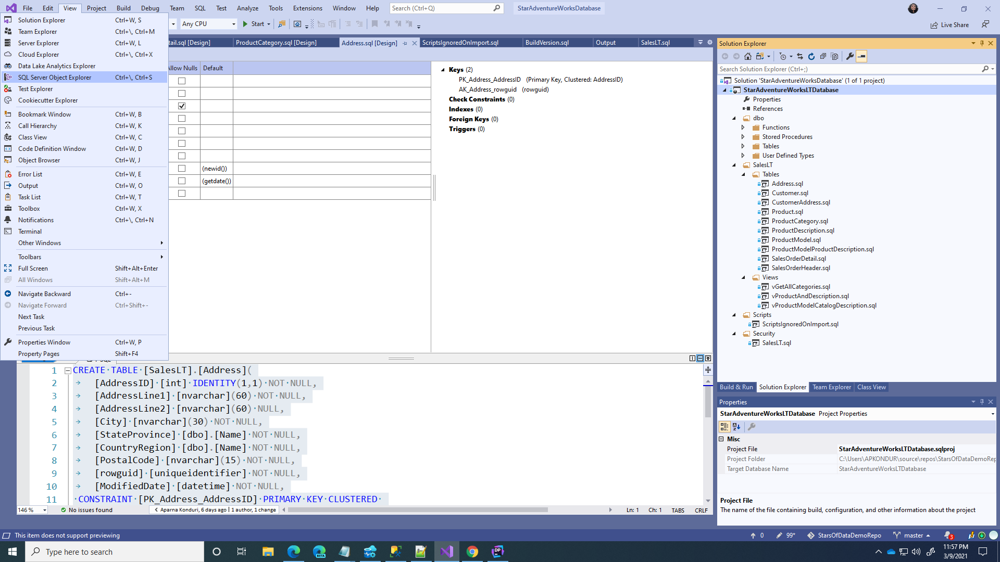 File Edit View Project Build Debug Team SQL Test Analyze Tools Extensions Window Help Search (Ctrl+Q) StarAdventureWorksDatabase
Any CPU Start Live Share
Solution Explorer Ctrl+W, S
Team Explorer Ctrl+\, Ctrl+M
Server Explorer Ctrl+W, L
Cloud Explorer Ctrl+\, Ctrl+X
Data Lake Analytics Explorer
SQL Server Object Explorer Ctrl+\, Ctrl+S
Test Explorer
Cookiecutter Explorer
Bookmark Window Ctrl+W, B
Call Hierarchy Ctrl+W, K
Class View Ctrl+W, C
Code Definition Window Ctrl+W, D
Object Browser Ctrl+W, J
Error List Ctrl+W, E
Output Ctrl+W, O
Task List Ctrl+W, T
Toolbox Ctrl+W, X
Notifications Ctrl+\, Ctrl+N
Terminal
Other Windows
Toolbars
Full Screen Shift+Alt+Enter
All Windows Shift+Alt+M
Navigate Backward Ctrl+-
Navigate Forward Ctrl+Shift+-
Next Task
Previous Task
Properties Window Ctrl+W, P
Property Pages Shift+F4
tail.sql [Design] ProductCategory.sql [Design] Address.sql [Design] ScriptsIgnoredOnImport.sql BuildVersion.sql Output SalesLT.sql
Allow Nulls Default
(newid())
(getdate())
Keys (2)
PK_Address_AddressID (Primary Key, Clustered: AddressID)
AK_Address_rowguid (rowguid)
Check Constraints (0)
Indexes (0)
Foreign Keys (0)
Triggers (0)
1 CREATE TABLE [SalesLT].[Address](
2 [AddressID] [int] IDENTITY(1,1) NOT NULL,
3 [AddressLine1] [nvarchar](60) NOT NULL,
4 [AddressLine2] [nvarchar](60) NULL,
5 [City] [nvarchar](30) NOT NULL,
6 [StateProvince] [dbo].[Name] NOT NULL,
7 [CountryRegion] [dbo].[Name] NOT NULL,
8 [PostalCode] [nvarchar](15) NOT NULL,
9 [rowguid] [uniqueidentifier] NOT NULL,
10 [ModifiedDate] [datetime] NOT NULL,
11 CONSTRAINT [PK_Address_AddressID] PRIMARY KEY CLUSTERED
146 % No issues found Aparna Konduri, 6 days ago | 1 author, 1 change Ln: 1 Ch: 1 TABS CRLF
Solution Explorer
Search Solution Explorer (Ctrl+;)
Solution 'StarAdventureWorksDatabase' (1 of 1 project)
StarAdventureWorksLTDatabase
Properties
References
dbo
Functions
Stored Procedures
Tables
User Defined Types
SalesLT
Tables
Address.sql
Customer.sql
CustomerAddress.sql
Product.sql
ProductCategory.sql
ProductDescription.sql
ProductModel.sql
ProductModelProductDescription.sql
SalesOrderDetail.sql
SalesOrderHeader.sql
Views
vGetAllCategories.sql
vProductAndDescription.sql
vProductModelCatalogDescription.sql
Scripts
ScriptsIgnoredOnImport.sql
Security
SalesLT.sql
Build & Run Solution Explorer Team Explorer Class View
Properties
StarAdventureWorksLTDatabase Project Properties
Misc
Project File StarAdventureWorksLTDatabase.sqlproj
Project Folder C:\Users\APKONDUR\source\repos\StarsOfDataDemoRep
Target Database Name StarAdventureWorksLTDatabase
Project File
The name of the file containing build, configuration, and other information about the project
This item does not support previewing 0 99* StarsOfDataDemoRepo master 3
Type here to search BETA DP 11:57 PM
3/9/2021